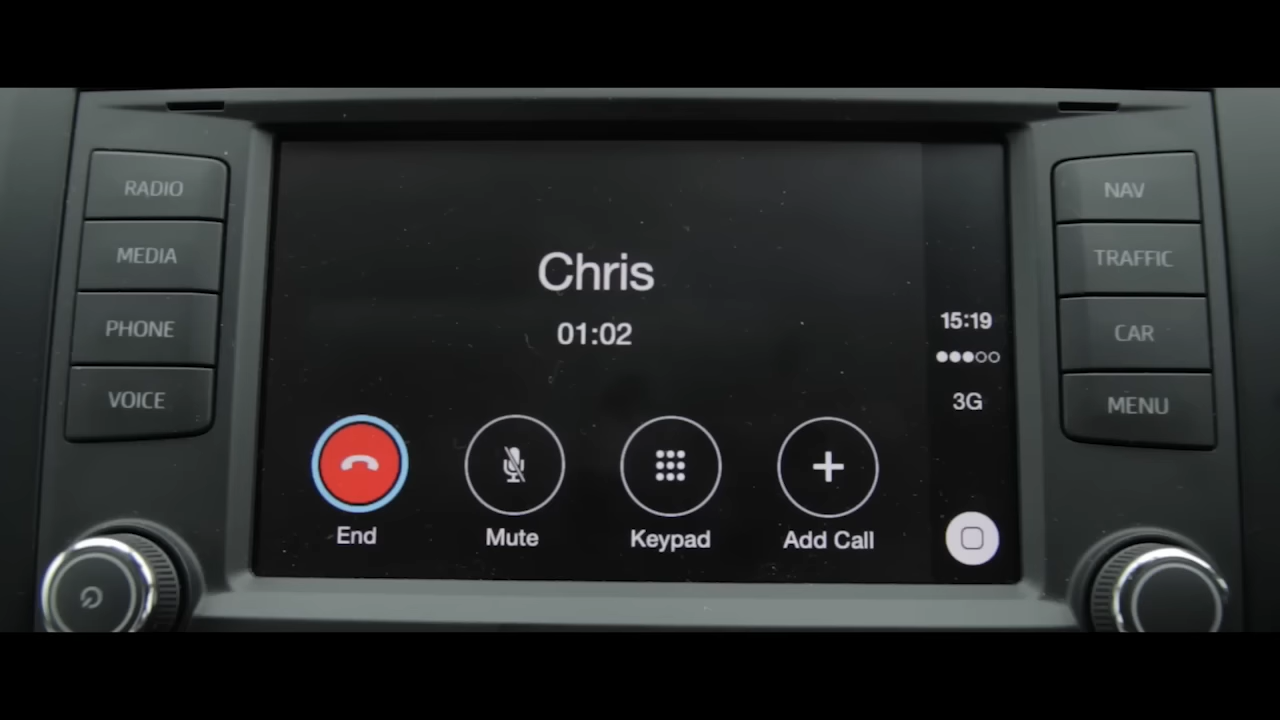 RADIO
MEDIA
PHONE
VOICE
Chris
01:02
End
Mute
Keypad
Add Call
15:19
3G
NAV
TRAFFIC
CAR
MENU